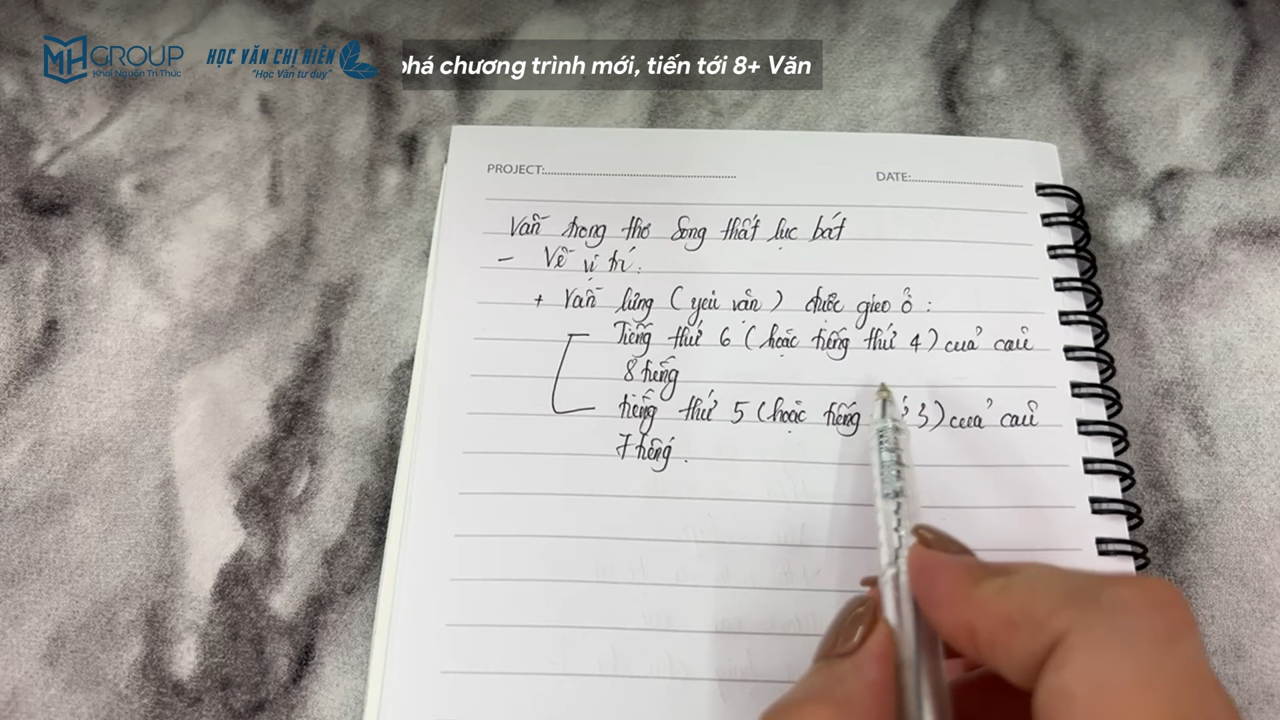 MH GROUP
Khơi Nguồn Tri Thức
HỌC VĂN CHỊ HIÊN
"Học Văn tư duy"
phá chương trình mới, tiến tới 8+ Văn
PROJECT:
DATE:
Vần trong thơ song thất lục bát
- Về vị trí:
+ Vần lưng (yêu vần) được gieo ở:
Tiếng thứ 6 (hoặc tiếng thứ 4) của câu
8 tiếng
tiếng thứ 5 (hoặc tiếng 3) của câu
7 tiếng.